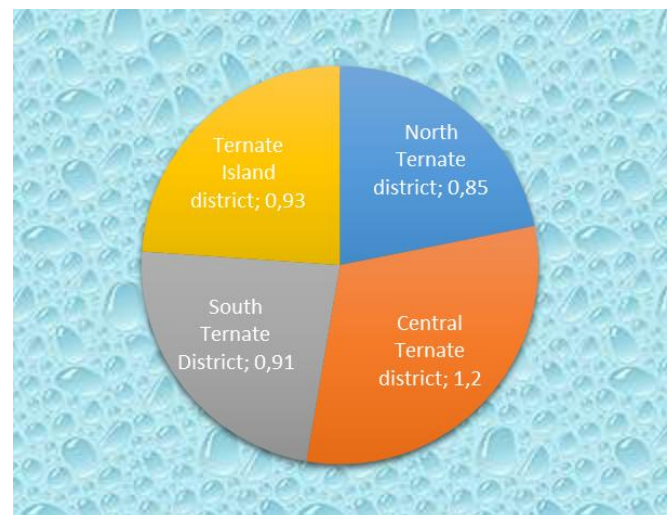 North
Ternate
district; 0,85
Central
Ternate
district; 1,2
South
Ternate
District; 0,91
Ternate
Island
district; 0,93